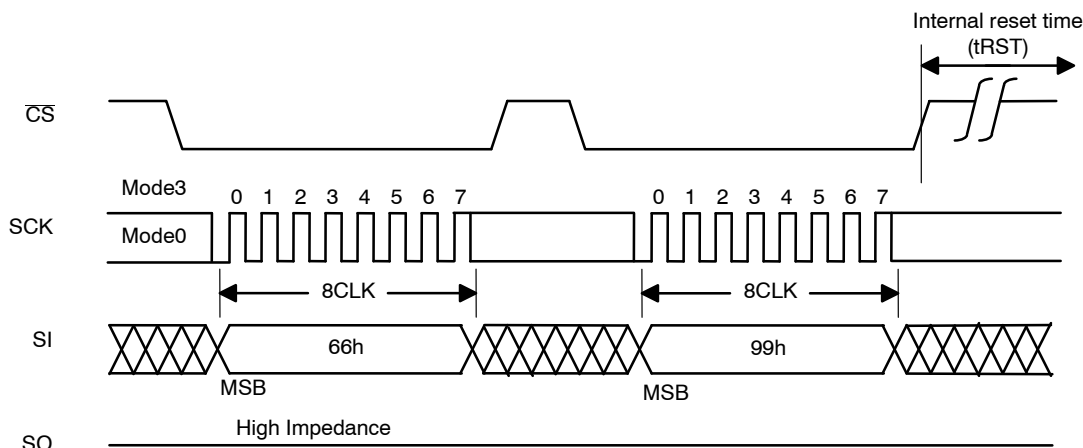 Internal reset time
(tRST)
CS
Mode3
0 1 2 3 4 5 6 7
0 1 2 3 4 5 6 7
SCK
Mode0
8CLK
8CLK
SI
66h
99h
MSB
MSB
High Impedance
SO